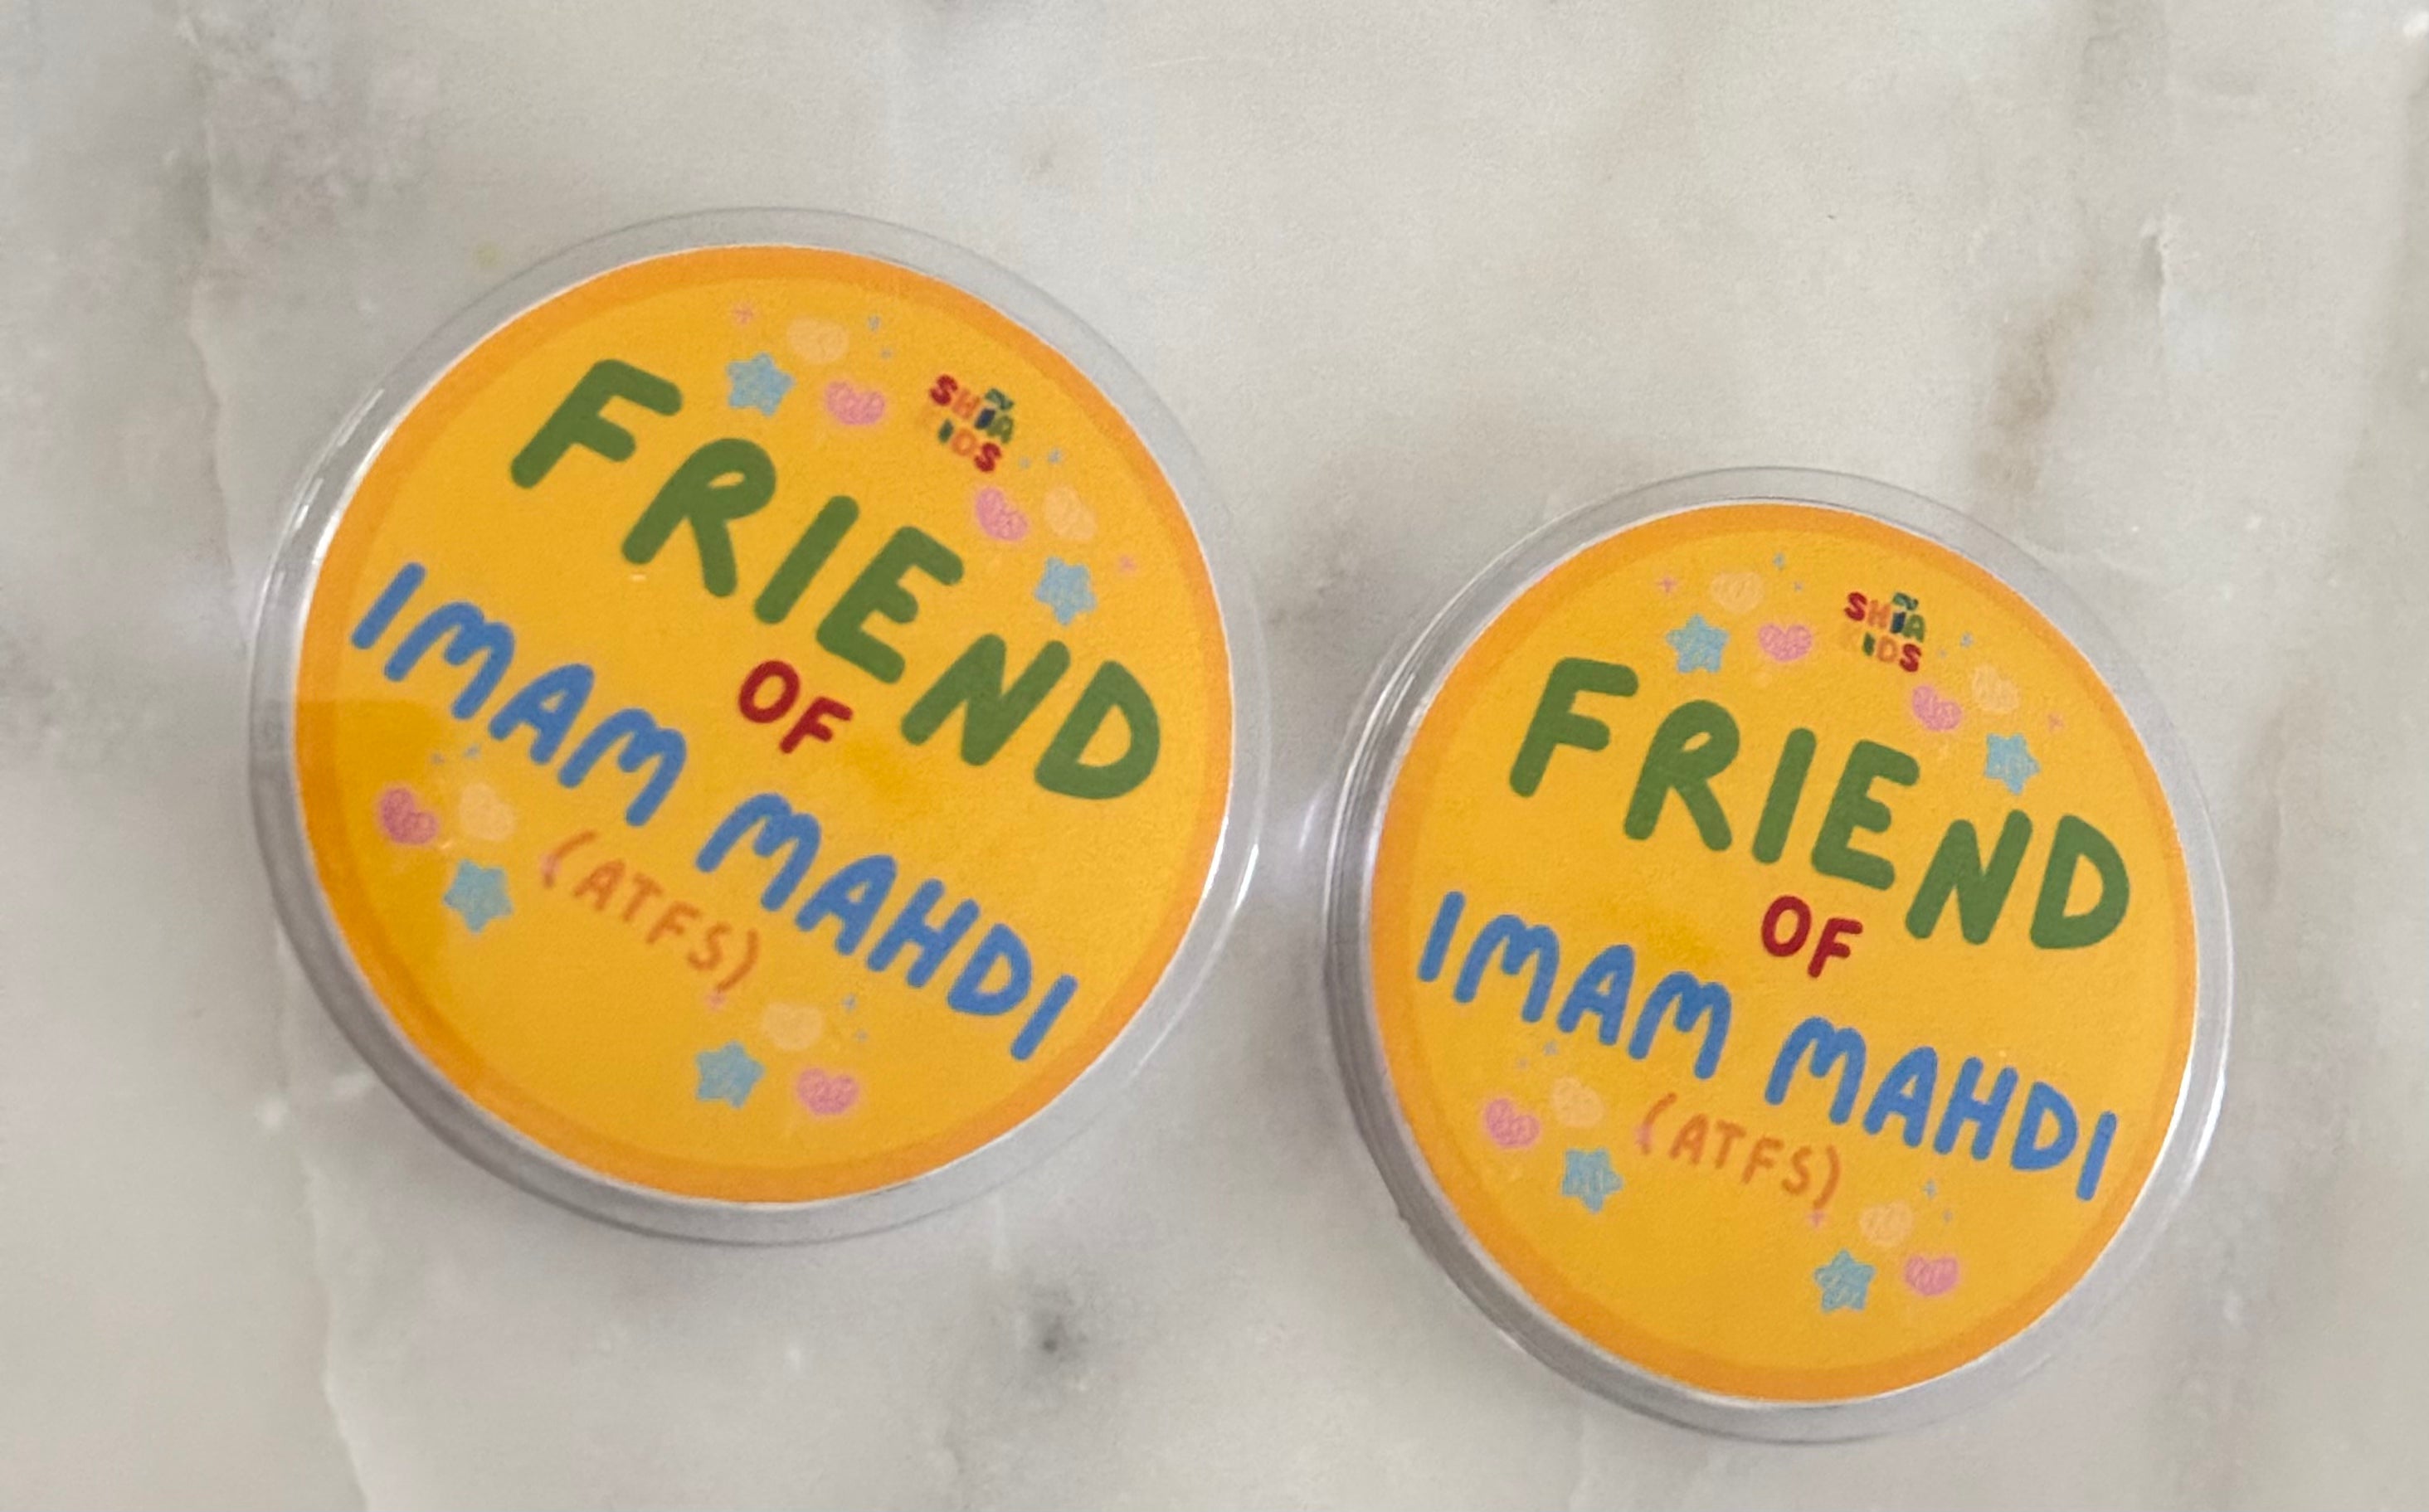 SHIA
KIDS
FRIEND
OF
IMAM MAHDI
(ATFS)
SHIA
KIDS
FRIEND
OF
IMAM MAHDI
(ATFS)